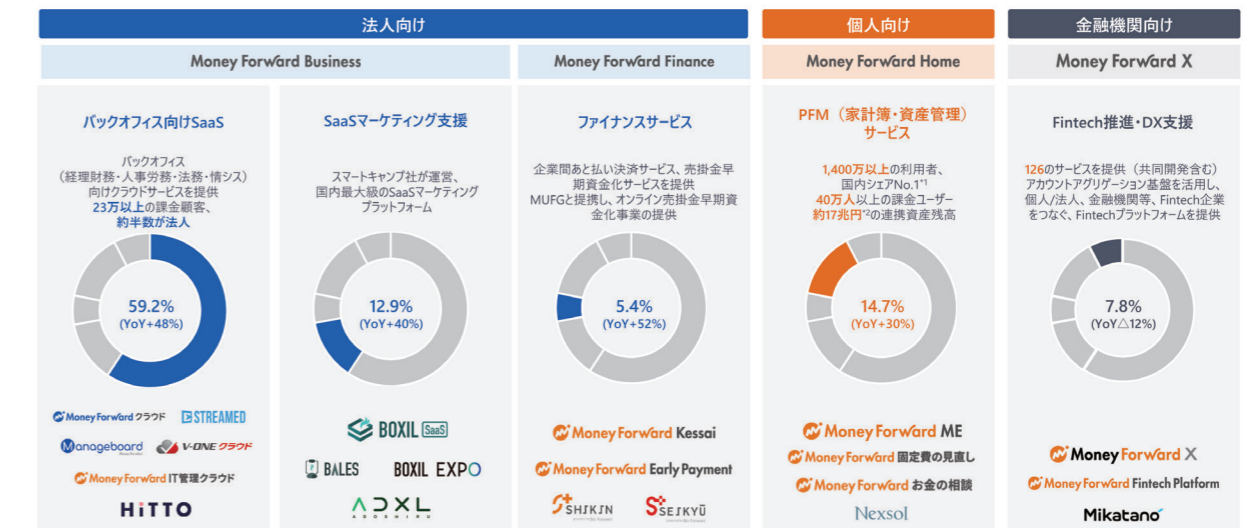 法人向け
Money Forward Business
Money Forward Finance
バックオフィス向けSaaS
バックオフィス
（経理財務・人事労務・法務・情シス）
向けクラウドサービスを提供
23万以上の課金顧客、
約半数が法人
59.2%
(YoY+48%)
Money Forward クラウド
STREAMED
Manageboard
V-ONE クラウド
Money Forward IT管理クラウド
HiTTO
SaaSマーケティング支援
スマートキャンプ社が運営、
国内最大級のSaaSマーケティング
プラットフォーム
12.9%
(YoY+40%)
BOXIL SaaS
BALES
BOXIL EXPO
ADXL
ファイナンスサービス
企業間あと払い決済サービス、売掛金早
期資金化サービスを提供
MUFGと提携し、オンライン売掛金早期資
金化事業の提供
5.4%
(YoY+52%)
Money Forward Kessai
Money Forward Early Payment
SHIKIN
SEIKYŪ
個人向け
Money Forward Home
PFM（家計簿・資産管理）
サービス
1,400万以上の利用者、
国内シェアNo.1*1
40万人以上の課金ユーザー
約17兆円*2の連携資産残高
14.7%
(YoY+30%)
Money Forward ME
Money Forward 固定費の見直し
Money Forward お金の相談
Nexsol
金融機関向け
Money Forward X
Fintech推進・DX支援
126のサービスを提供（共同開発含む）
アカウントアグリゲーション基盤を活用し、
個人/法人、金融機関等、Fintech企業
をつなぐ、Fintechプラットフォームを提供
7.8%
(YoY△12%)
Money Forward X
Money Forward Fintech Platform
Mikatano